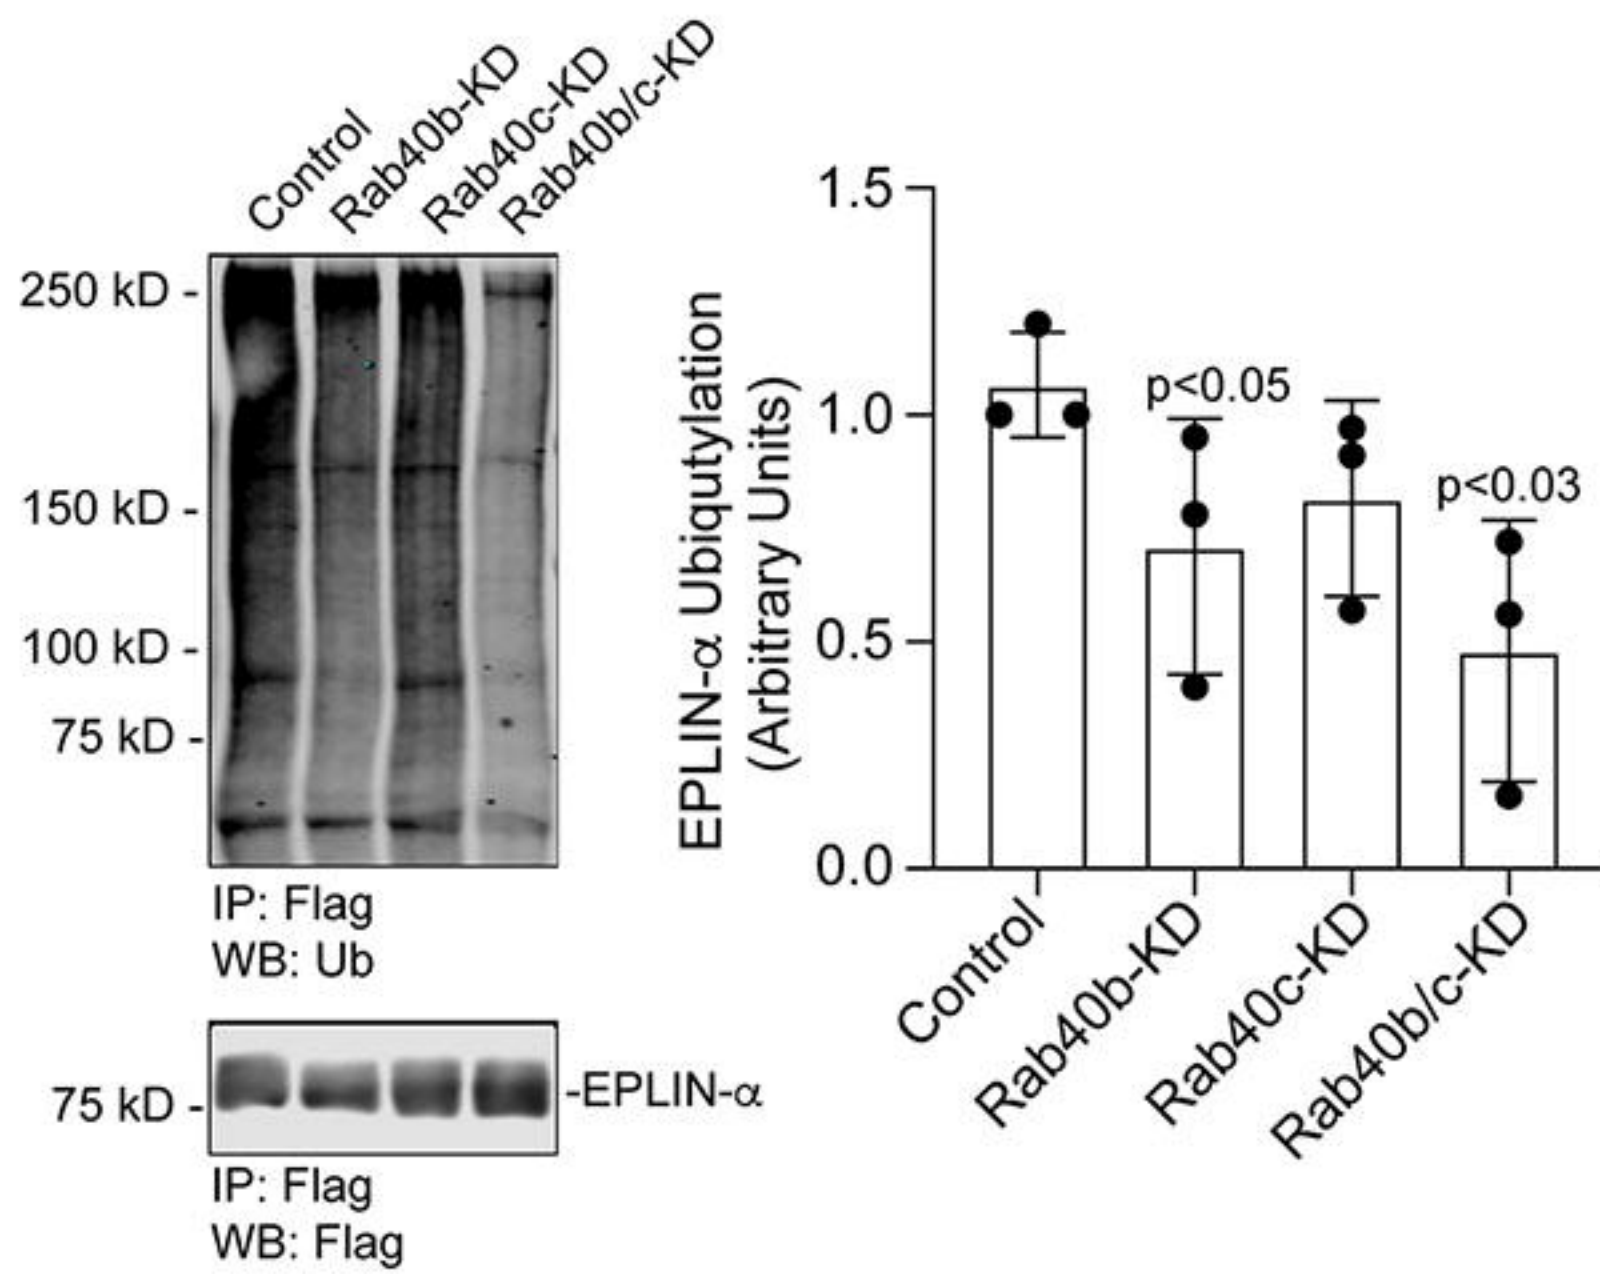 Control
Rab40b-KD
Rab40c-KD
Rab40b/c-KD
250 kD -
150 kD -
100 kD -
75 kD -
IP: Flag
WB: Ub
75 kD -
-EPLIN-α
IP: Flag
WB: Flag
EPLIN-α Ubiqutylation
(Arbitrary Units)
1.5
1.0
0.5
0.0
p<0.05
p<0.03
Control
Rab40b-KD
Rab40c-KD
Rab40b/c-KD